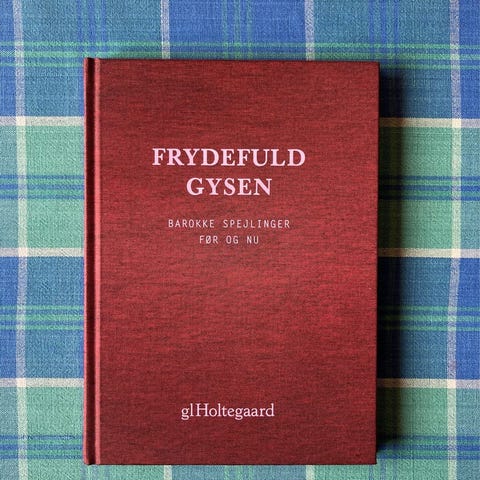 FRYDEFULD
GYSEN
BAROKKE SPEJLINGER
FØR OG NU
glHoltegaard